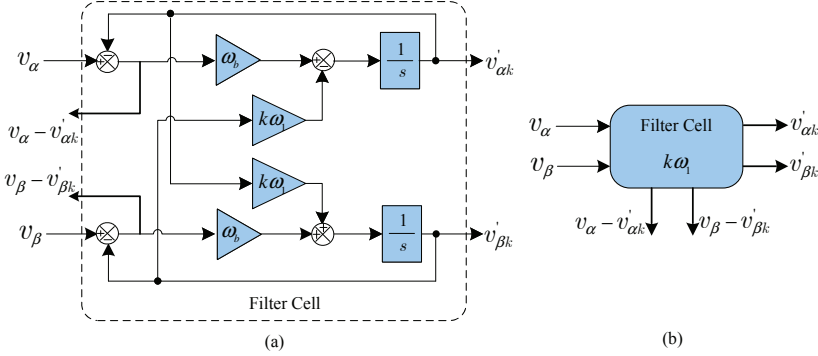 v_α
ω_b
1/s
v'_αk
v_α − v'_αk
kω_1
v_β − v'_βk
kω_1
v_β
ω_b
1/s
v'_βk
Filter Cell
(a)
v_α
v_β
Filter Cell
kω_1
v'_αk
v'_βk
v_α − v'_αk
v_β − v'_βk
(b)